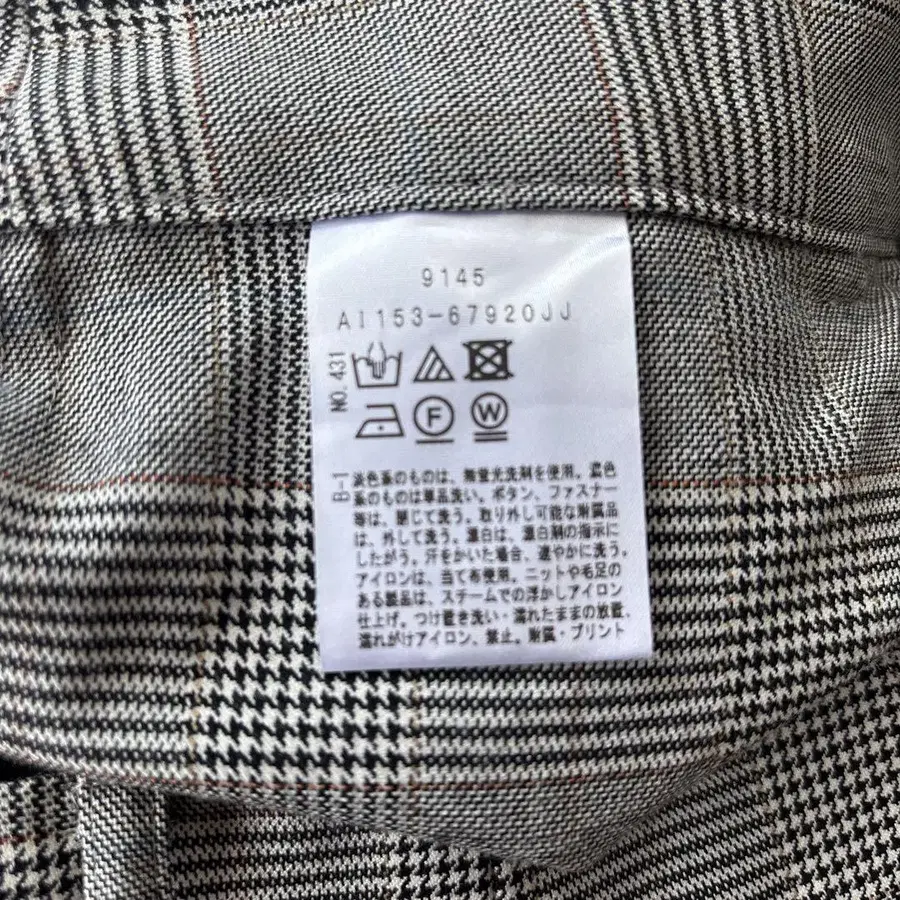 9145
AI153-67920JJ
NO.431
F
W
B-1
淡色系のものは、無蛍光洗剤を使用。濃色
系のものは単品洗い。ボタン、ファスナー
等は、閉じて洗う。取り外し可能な附属品
は、外して洗う。漂白は、漂白剤の指示に
したがう。汗をかいた場合、速やかに洗う。
アイロンは、当て布使用。ニットや毛足の
ある製品は、スチームでの浮かしアイロン
仕上げ。つけ置き洗い・濡れたままの放置、
濡れがけアイロン、禁止。附属・プリント